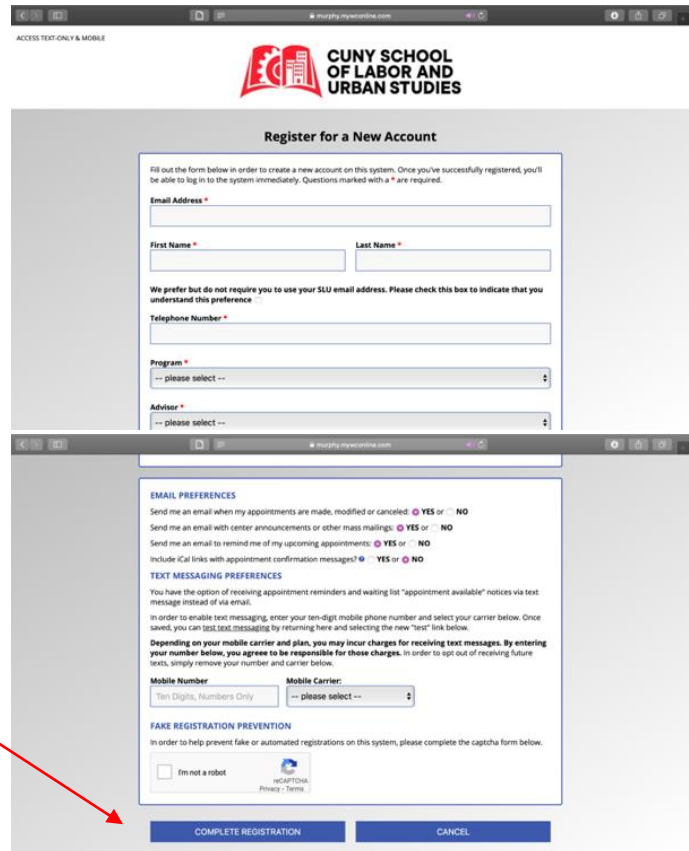 murphy.mywconline.com
ACCESS TEXT-ONLY & MOBILE
CUNY SCHOOL
OF LABOR AND
URBAN STUDIES
Register for a New Account
Fill out the form below in order to create a new account on this system. Once you've successfully registered, you'll
be able to log in to the system immediately. Questions marked with a * are required.
Email Address *
First Name * Last Name *
We prefer but do not require you to use your SLU email address. Please check this box to indicate that you
understand this preference
Telephone Number *
Program *
-- please select --
Advisor *
-- please select --
murphy.mywconline.com
EMAIL PREFERENCES
Send me an email when my appointments are made, modified or canceled: YES or NO
Send me an email with center announcements or other mass mailings: YES or NO
Send me an email to remind me of my upcoming appointments: YES or NO
Include iCal links with appointment confirmation messages? YES or NO
TEXT MESSAGING PREFERENCES
You have the option of receiving appointment reminders and waiting list "appointment available" notices via text
message instead of via email.
In order to enable text messaging, enter your ten-digit mobile phone number and select your carrier below. Once
saved, you can test text messaging by returning here and selecting the new "test" link below.
Depending on your mobile carrier and plan, you may incur charges for receiving text messages. By entering
your number below, you agreee to be responsible for those charges. In order to opt out of receiving future
texts, simply remove your number and carrier below.
Mobile Number Mobile Carrier:
Ten Digits, Numbers Only -- please select --
FAKE REGISTRATION PREVENTION
In order to help prevent fake or automated registrations on this system, please complete the captcha form below.
I'm not a robot
reCAPTCHA
Privacy - Terms
COMPLETE REGISTRATION CANCEL